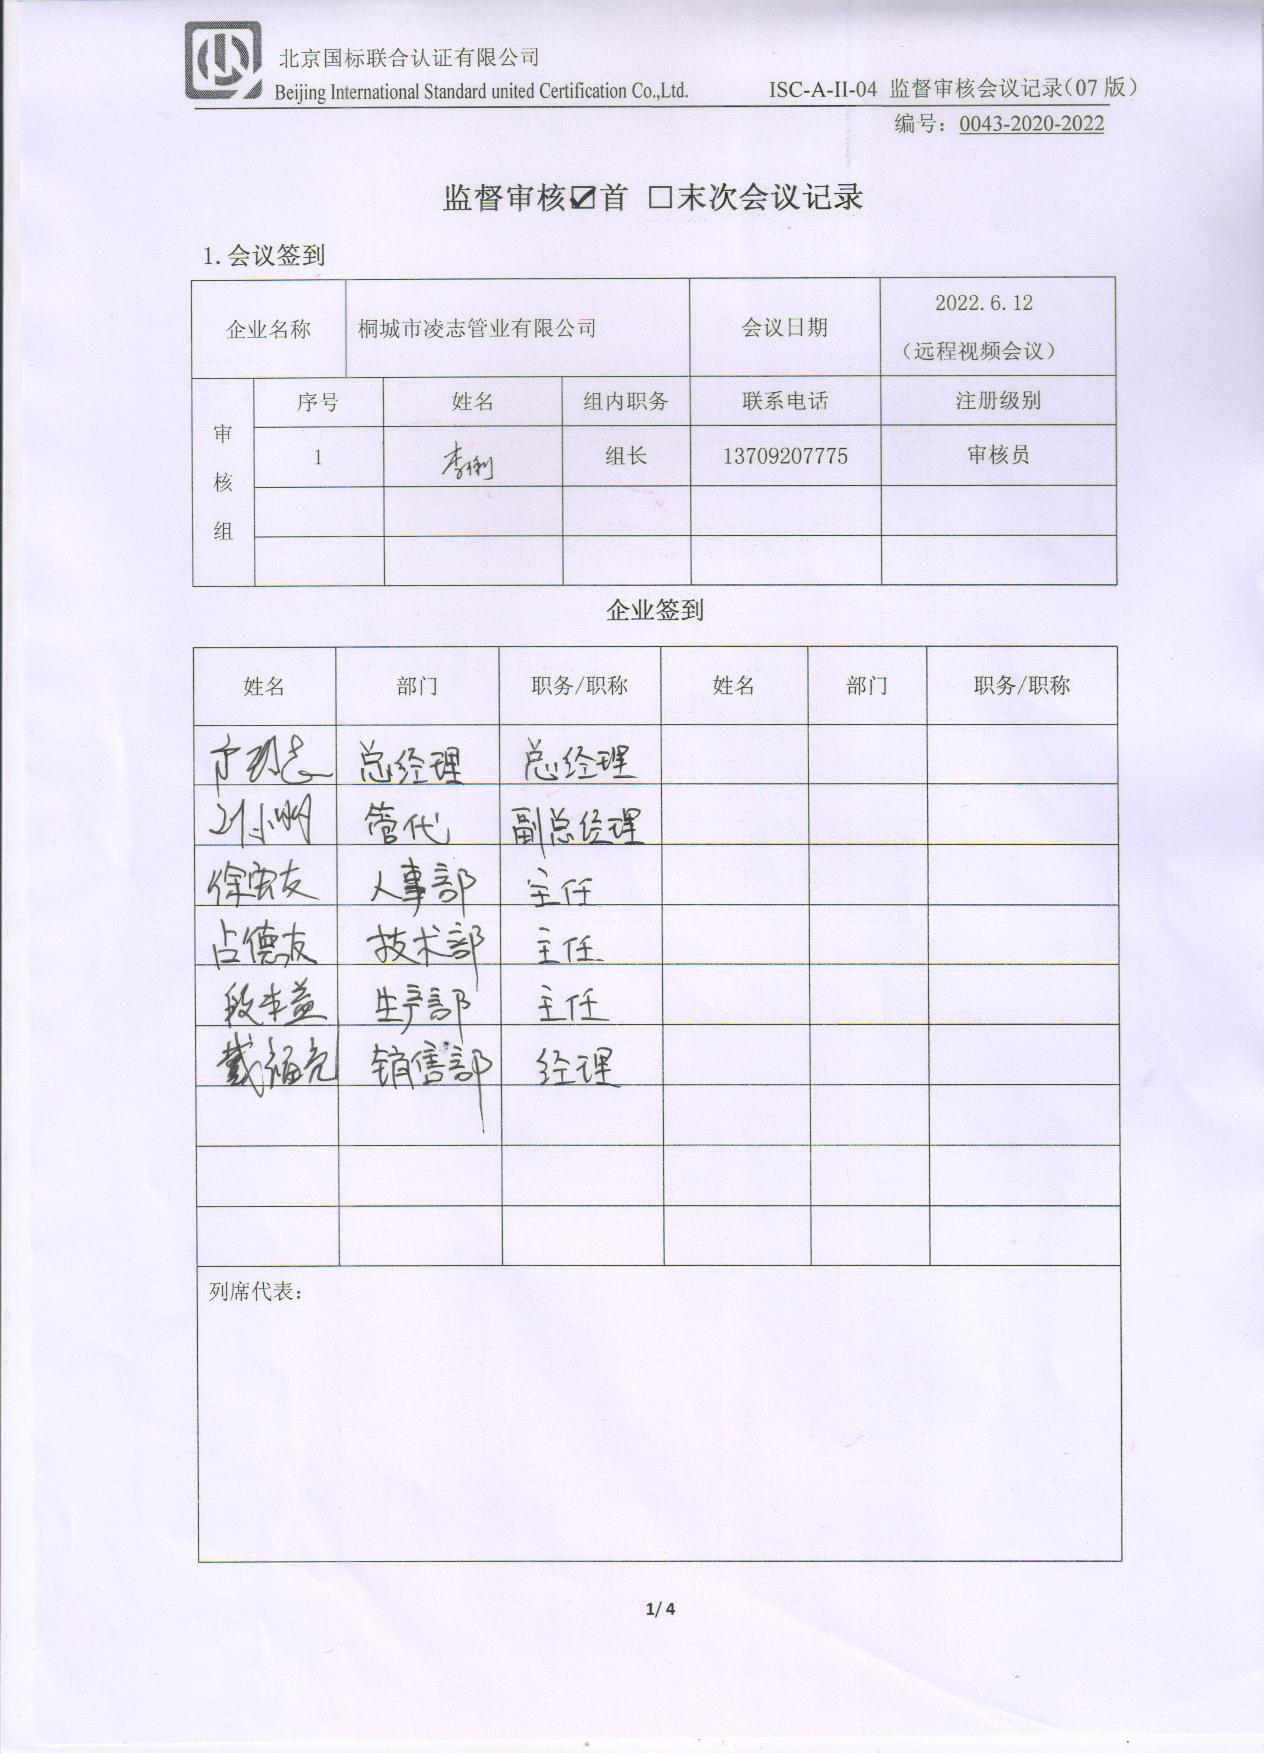 北京国标联合认证有限公司
Beijing International Standard united Certification Co.,Ltd.
ISC-A-II-04 监督审核会议记录(07版)
编号：0043-2020-2022
监督审核☑首 □末次会议记录
1.会议签到
企业名称 桐城市凌志管业有限公司 会议日期 2022.6.12
（远程视频会议）
审核组 序号 姓名 组内职务 联系电话 注册级别
1 李俐 组长 13709207775 审核员
企业签到
姓名 部门 职务/职称 姓名 部门 职务/职称
总经理 总经理
管代 副总经理
人事部 主任
占德友 技术部 主任
生产部 主任
戴福亮 销售部 经理
列席代表：
1/ 4